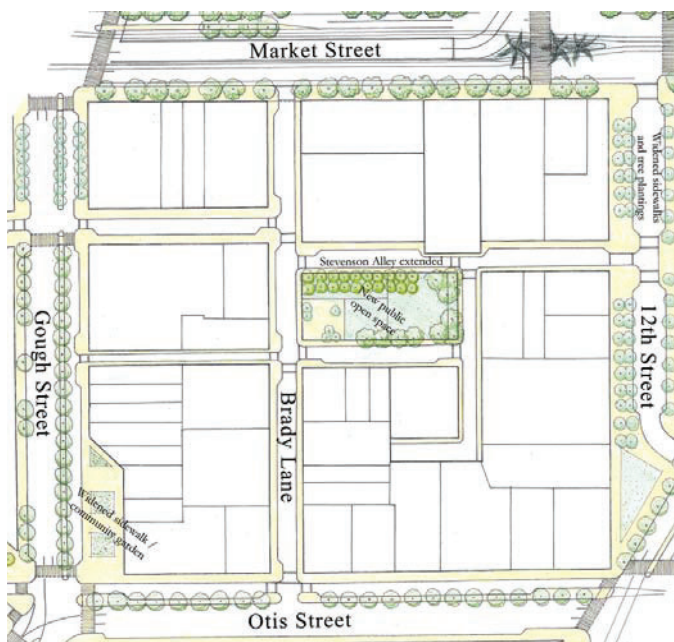 Market Street
Widened sidewalks
and tree plantings
Stevenson Alley extended
New public
open space
Gough Street
12th Street
Brady Lane
Widened sidewalk /
community garden
Otis Street